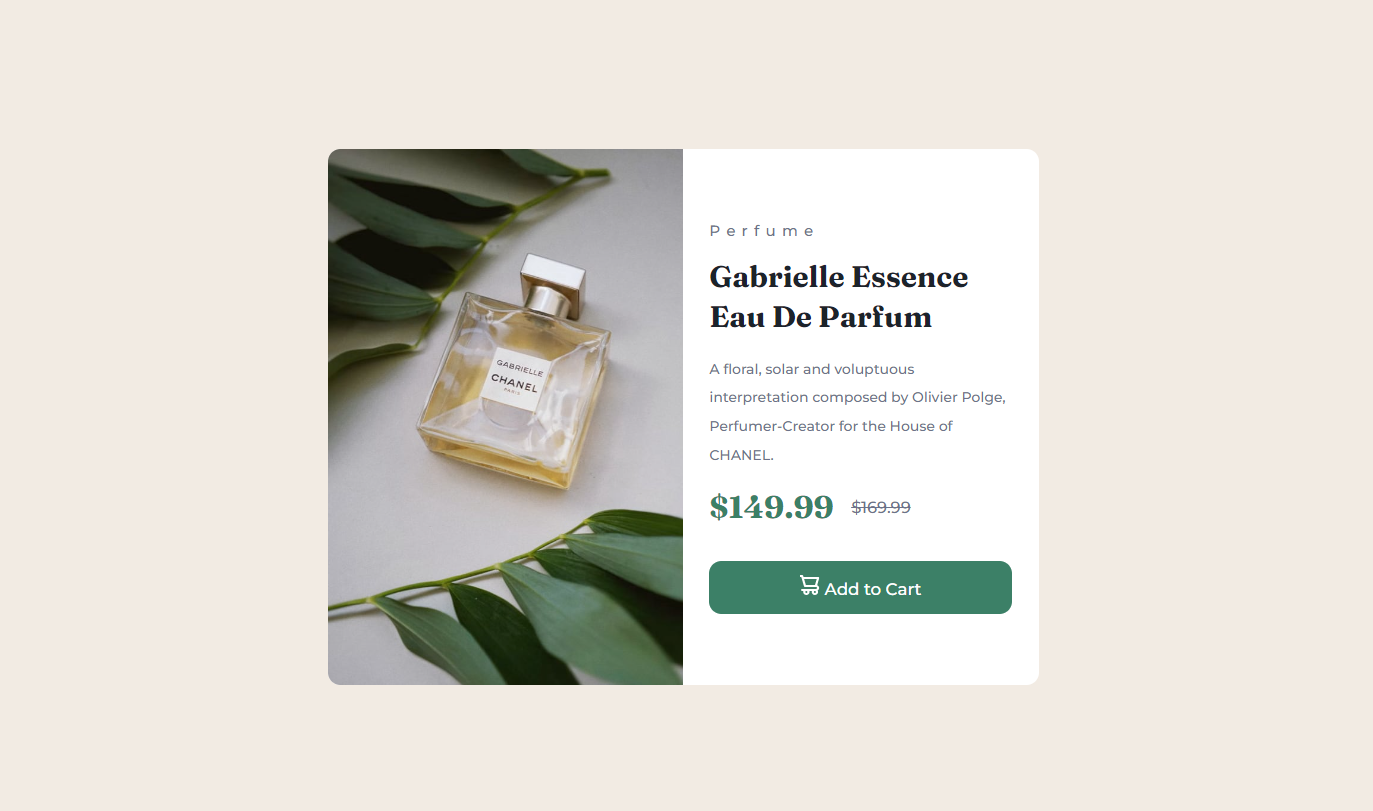 GABRIELLE
CHANEL
PARIS
Perfume
Gabrielle Essence
Eau De Parfum
A floral, solar and voluptuous
interpretation composed by Olivier Polge,
Perfumer-Creator for the House of
CHANEL.
$149.99 $169.99
Add to Cart